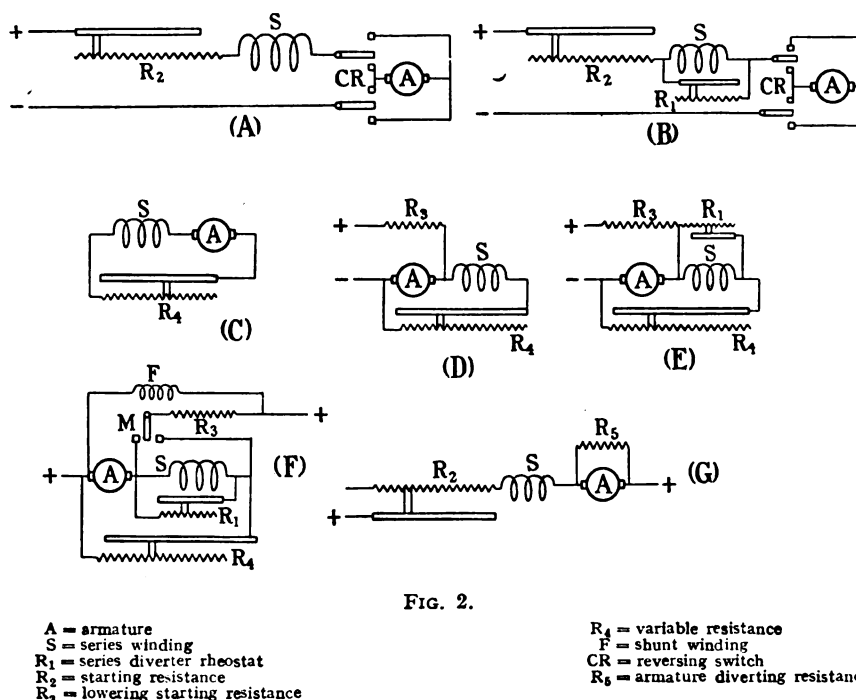 + R₂ S CR A − (A)
+ R₂ S R₁ CR A − (B)
S A R₄ (C)
+ R₃ − A S R₄ (D)
+ R₃ R₁ − A S R₄ (E)
F M R₃ + + A S R₁ R₄ (F)
R₂ S R₅ A + + (G)
FIG. 2.
A = armature
S = series winding
R₁ = series diverter rheostat
R₂ = starting resistance
R₃ = lowering starting resistance
R₄ = variable resistance
F = shunt winding
CR = reversing switch
R₅ = armature diverting resistanc